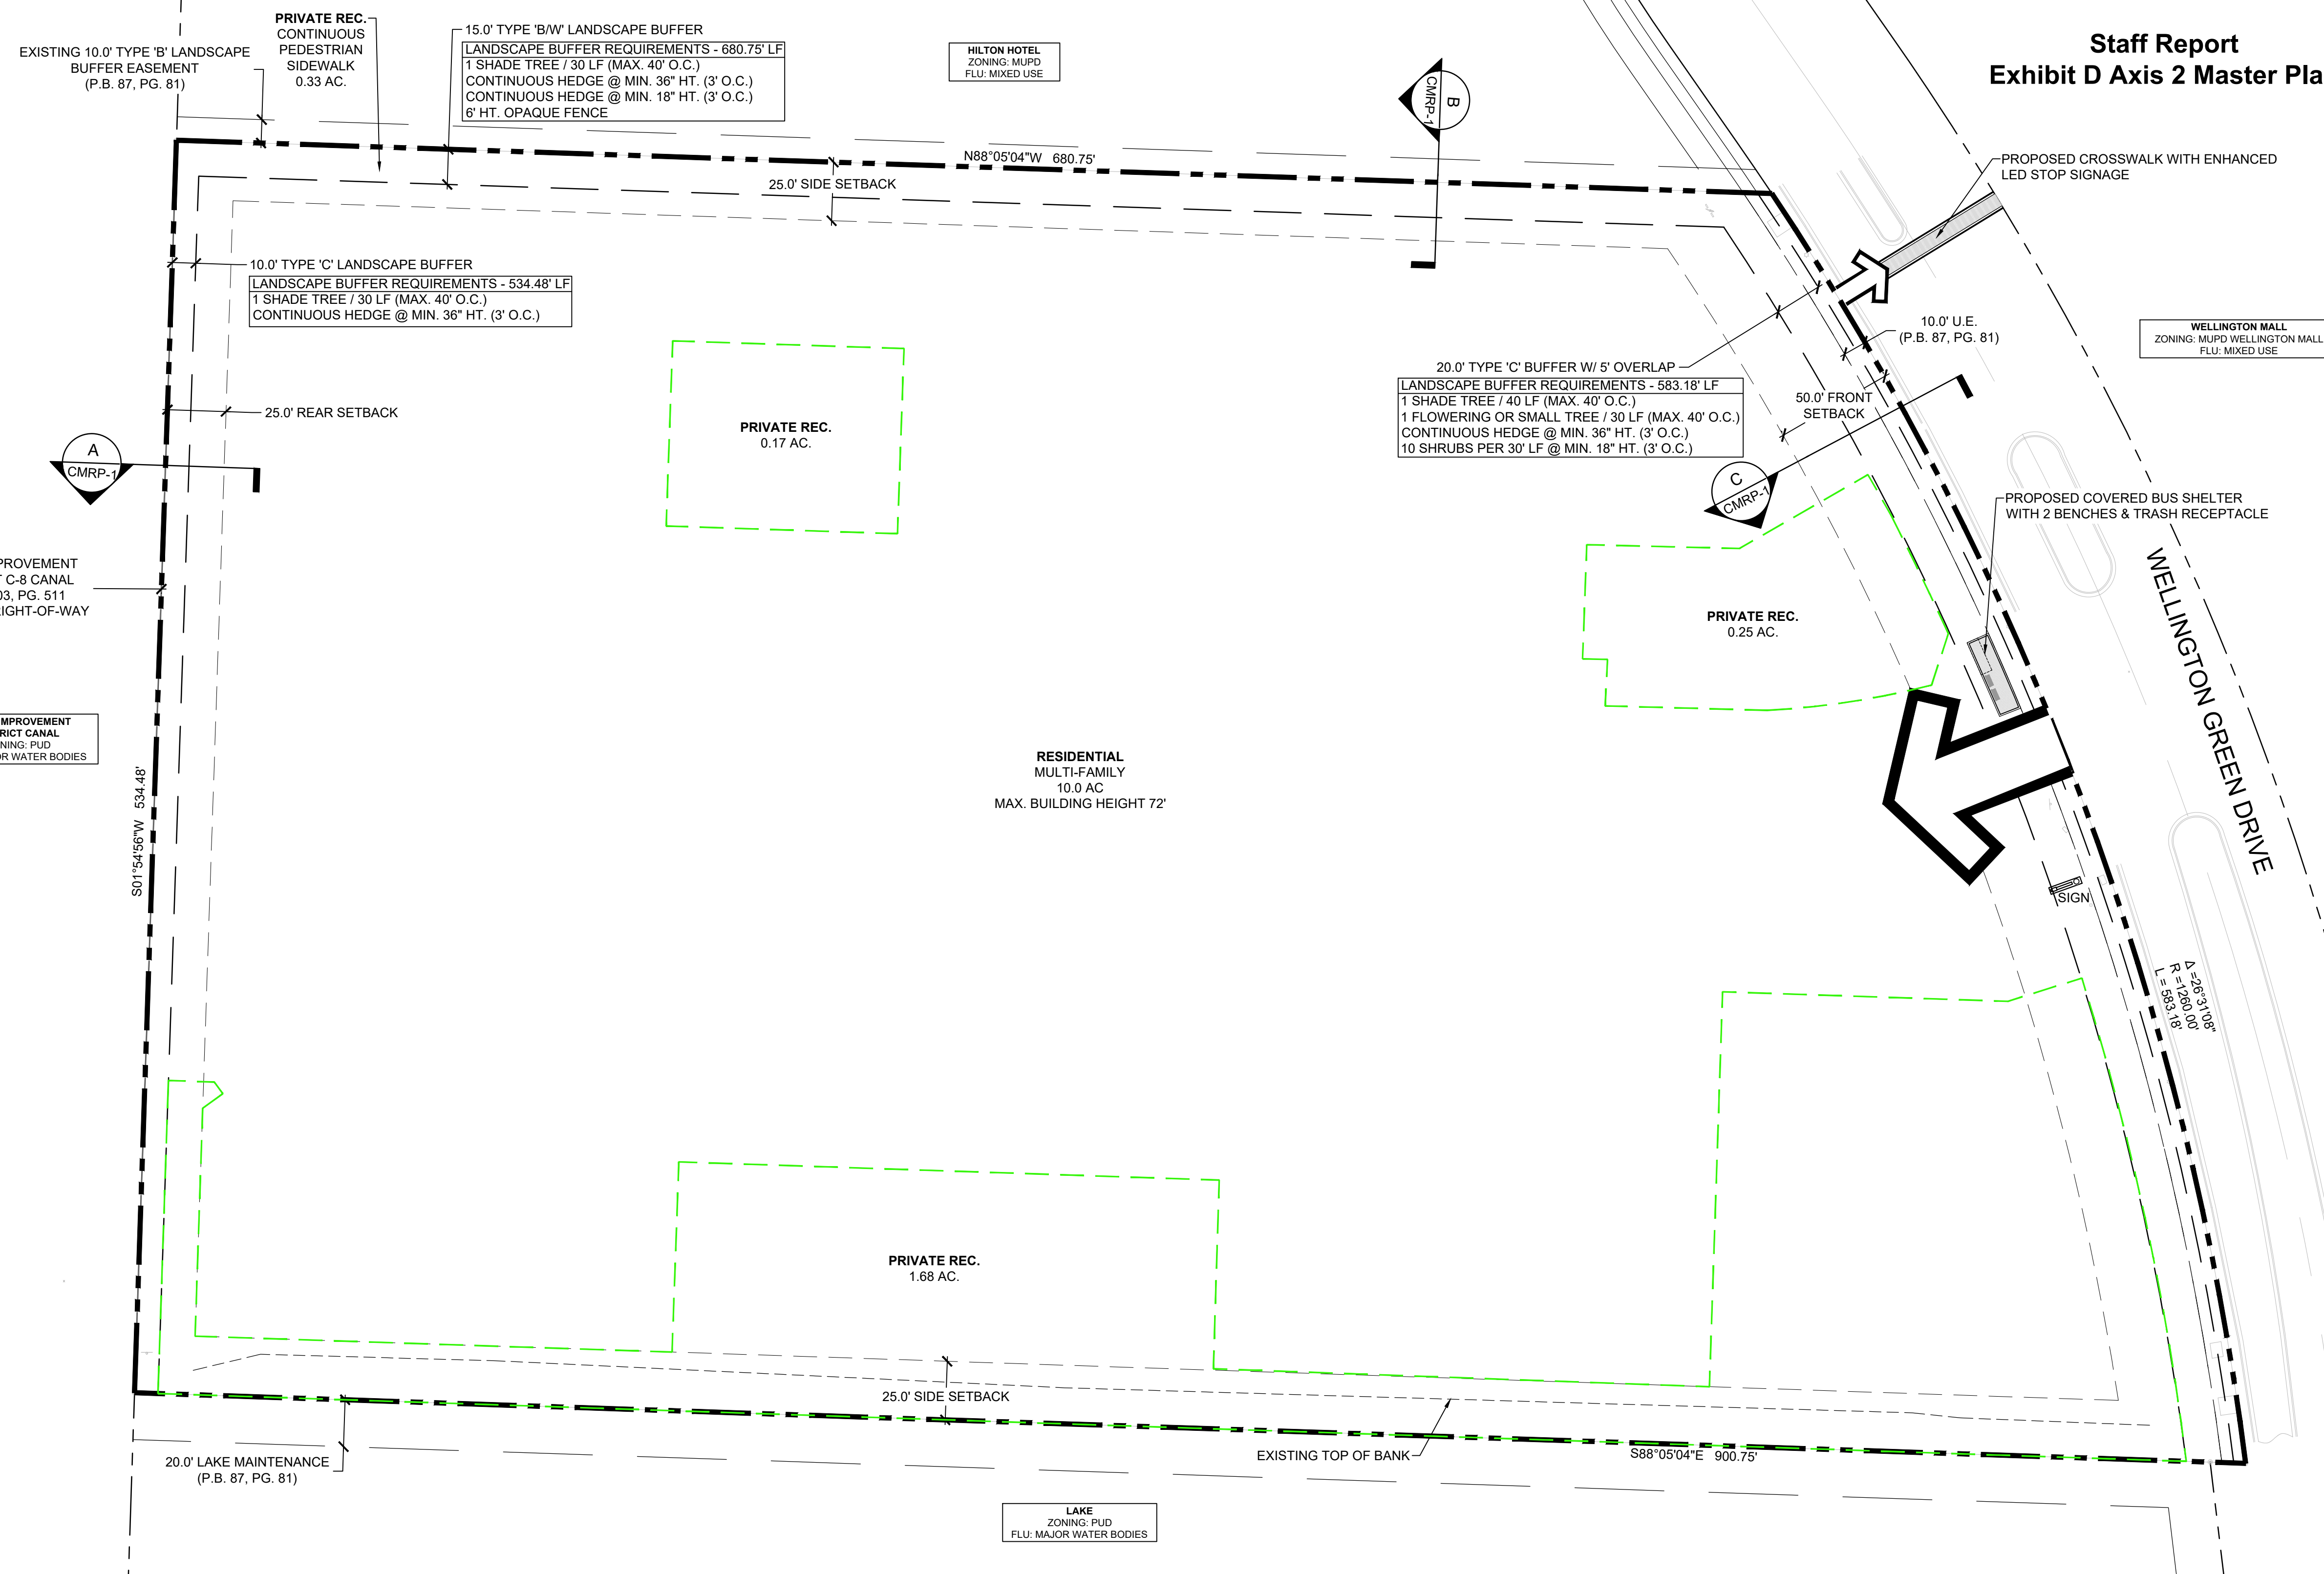 Staff Report
Exhibit D Axis 2 Master Pla
EXISTING 10.0' TYPE 'B' LANDSCAPE
BUFFER EASEMENT
(P.B. 87, PG. 81)
PRIVATE REC.
CONTINUOUS
PEDESTRIAN
SIDEWALK
0.33 AC.
15.0' TYPE 'B/W' LANDSCAPE BUFFER
LANDSCAPE BUFFER REQUIREMENTS - 680.75' LF
1 SHADE TREE / 30 LF (MAX. 40' O.C.)
CONTINUOUS HEDGE @ MIN. 36" HT. (3' O.C.)
CONTINUOUS HEDGE @ MIN. 18" HT. (3' O.C.)
6' HT. OPAQUE FENCE
HILTON HOTEL
ZONING: MUPD
FLU: MIXED USE
B
CMRP-1
N88°05'04"W 680.75'
25.0' SIDE SETBACK
PROPOSED CROSSWALK WITH ENHANCED
LED STOP SIGNAGE
10.0' TYPE 'C' LANDSCAPE BUFFER
LANDSCAPE BUFFER REQUIREMENTS - 534.48' LF
1 SHADE TREE / 30 LF (MAX. 40' O.C.)
CONTINUOUS HEDGE @ MIN. 36" HT. (3' O.C.)
10.0' U.E.
(P.B. 87, PG. 81)
WELLINGTON MALL
ZONING: MUPD WELLINGTON MALL
FLU: MIXED USE
20.0' TYPE 'C' BUFFER W/ 5' OVERLAP
LANDSCAPE BUFFER REQUIREMENTS - 583.18' LF
1 SHADE TREE / 40 LF (MAX. 40' O.C.)
1 FLOWERING OR SMALL TREE / 30 LF (MAX. 40' O.C.)
CONTINUOUS HEDGE @ MIN. 36" HT. (3' O.C.)
10 SHRUBS PER 30' LF @ MIN. 18" HT. (3' O.C.)
50.0' FRONT
SETBACK
25.0' REAR SETBACK
PRIVATE REC.
0.17 AC.
A
CMRP-1
C
CMRP-1
PROPOSED COVERED BUS SHELTER
WITH 2 BENCHES & TRASH RECEPTACLE
PROVEMENT
T C-8 CANAL
03, PG. 511
RIGHT-OF-WAY
PRIVATE REC.
0.25 AC.
WELLINGTON GREEN DRIVE
MPROVEMENT
RICT CANAL
NING: PUD
OR WATER BODIES
RESIDENTIAL
MULTI-FAMILY
10.0 AC
MAX. BUILDING HEIGHT 72'
S01°54'56"W 534.48'
SIGN
Δ =26°31'08"
R =1260.00'
L = 583.18'
PRIVATE REC.
1.68 AC.
25.0' SIDE SETBACK
EXISTING TOP OF BANK
S88°05'04"E 900.75'
20.0' LAKE MAINTENANCE
(P.B. 87, PG. 81)
LAKE
ZONING: PUD
FLU: MAJOR WATER BODIES